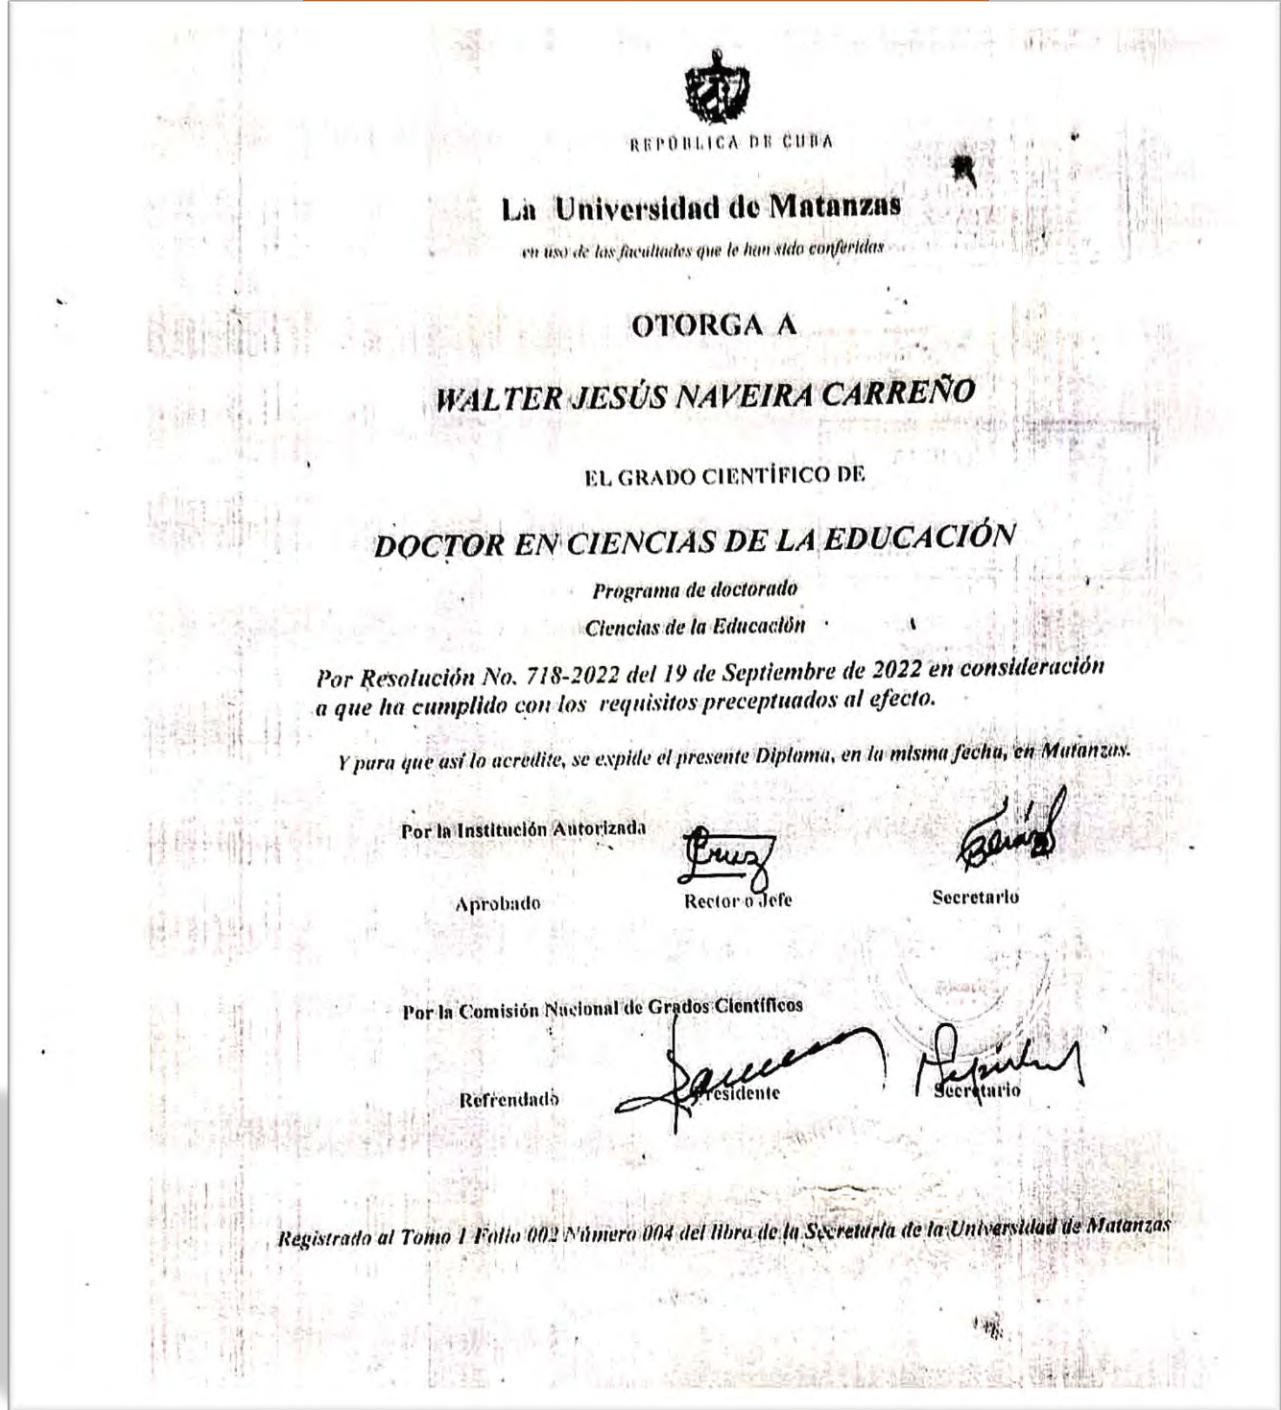 REPÚBLICA DE CUBA
La Universidad de Matanzas
en uso de las facultades que le han sido conferidas
OTORGA A
WALTER JESÚS NAVEIRA CARREÑO
EL GRADO CIENTÍFICO DE
DOCTOR EN CIENCIAS DE LA EDUCACIÓN
Programa de doctorado
Ciencias de la Educación
Por Resolución No. 718-2022 del 19 de Septiembre de 2022 en consideración
a que ha cumplido con los requisitos preceptuados al efecto.
Y para que así lo acredite, se expide el presente Diploma, en la misma fecha, en Matanzas.
Por la Institución Autorizada
Cruz
Aprobado Rector o Jefe Secretario
Por la Comisión Nacional de Grados Científicos
Refrendado Presidente Secretario
Registrado al Tomo 1 Folio 002 Número 004 del libro de la Secretaría de la Universidad de Matanzas